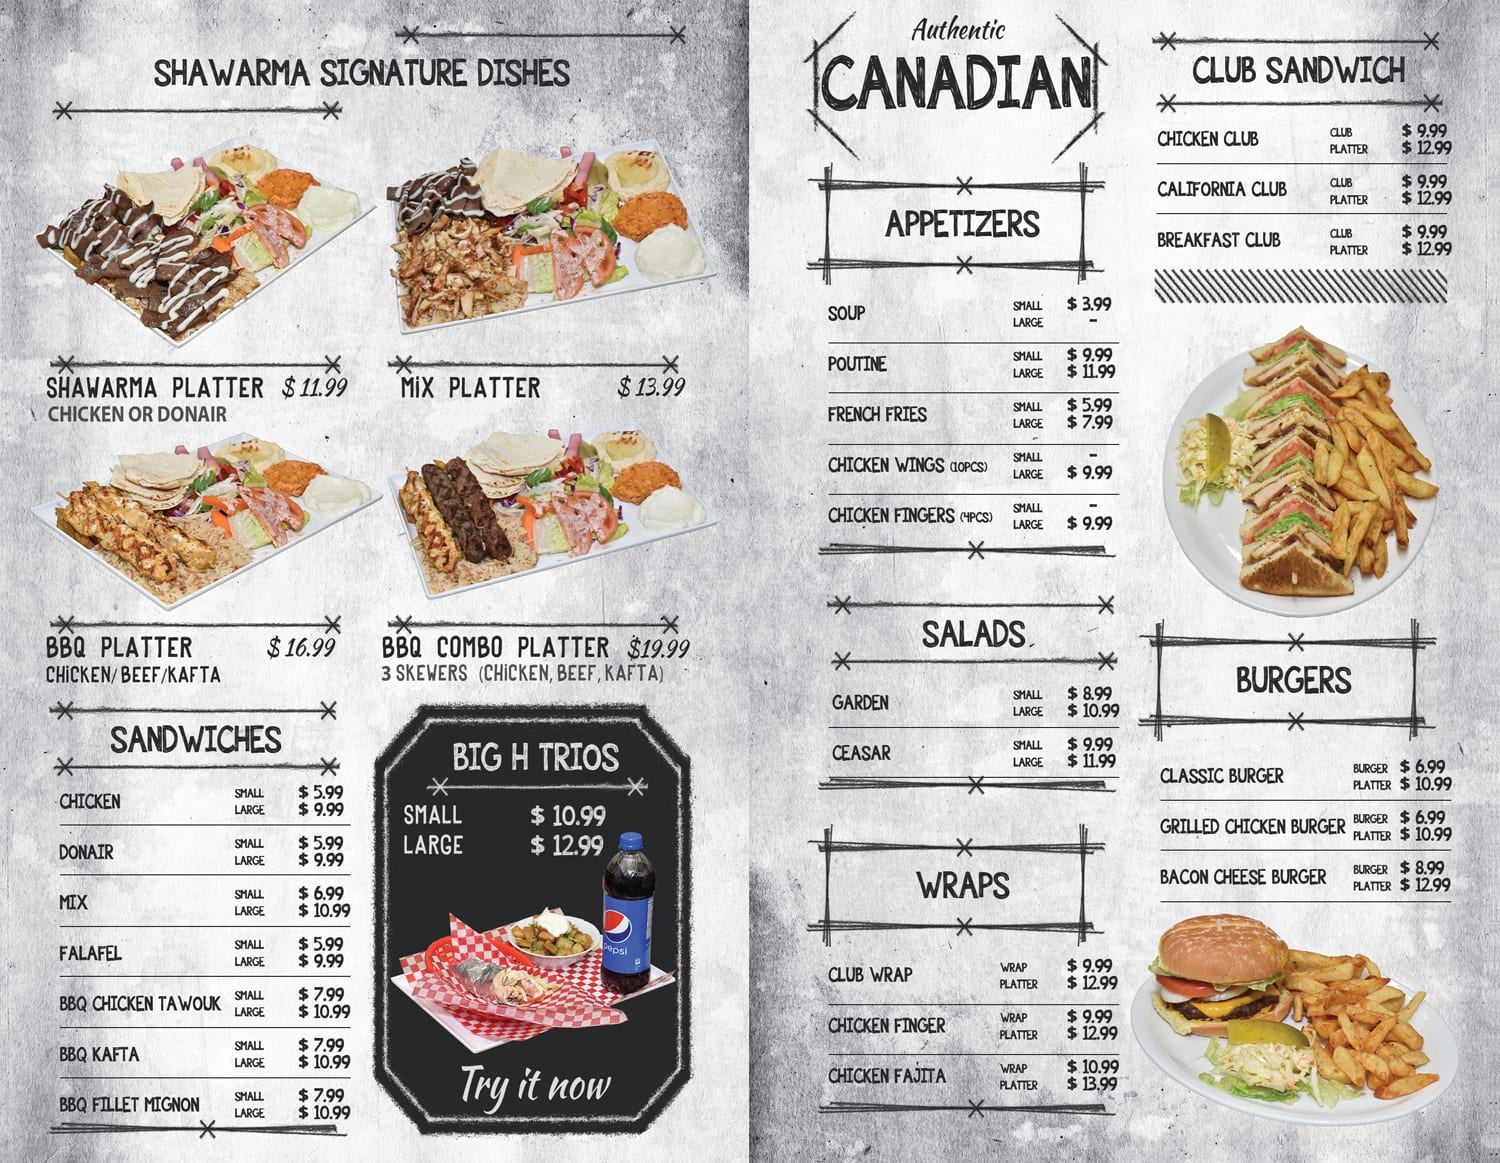 SHAWARMA SIGNATURE DISHES
SHAWARMA PLATTER $ 11.99
CHICKEN OR DONAIR
MiX PLATTER $ 13.99
BBQ PLATTER $ 16.99
CHICKEN/BEEF/KAFTA
BBQ COMBO PLATTER $19.99
3 SKEWERS (CHICKEN, BEEF, KAFTA)
SANDWICHES
CHICKEN SMALL $ 5.99
LARGE $ 9.99
DONAIR SMALL $ 5.99
LARGE $ 9.99
MIX SMALL $ 6.99
LARGE $ 10.99
FALAFEL SMALL $ 5.99
LARGE $ 9.99
BBQ CHICKEN TAWOUK SMALL $ 7.99
LARGE $ 10.99
BBQ KAFTA SMALL $ 7.99
LARGE $ 10.99
BBQ FILLET MIGNON SMALL $ 7.99
LARGE $ 10.99
BIG H TRIOS
SMALL $ 10.99
LARGE $ 12.99
pepsi
Try it now
Authentic
CANADIAN
APPETIZERS
SOUP SMALL $ 3.99
LARGE -
POUTINE SMALL $ 9.99
LARGE $ 11.99
FRENCH FRIES SMALL $ 5.99
LARGE $ 7.99
CHICKEN WINGS (10PCS) SMALL -
LARGE $ 9.99
CHICKEN FINGERS (4PCS) SMALL -
LARGE $ 9.99
SALADS
GARDEN SMALL $ 8.99
LARGE $ 10.99
CEASAR SMALL $ 9.99
LARGE $ 11.99
WRAPS
CLUB WRAP WRAP $ 9.99
PLATTER $ 12.99
CHICKEN FINGER WRAP $ 9.99
PLATTER $ 12.99
CHICKEN FAJITA WRAP $ 10.99
PLATTER $ 13.99
CLUB SANDWICH
CHICKEN CLUB CLUB $ 9.99
PLATTER $ 12.99
CALIFORNIA CLUB CLUB $ 9.99
PLATTER $ 12.99
BREAKFAST CLUB CLUB $ 9.99
PLATTER $ 12.99
BURGERS
CLASSIC BURGER BURGER $ 6.99
PLATTER $ 10.99
GRILLED CHICKEN BURGER BURGER $ 6.99
PLATTER $ 10.99
BACON CHEESE BURGER BURGER $ 8.99
PLATTER $ 12.99